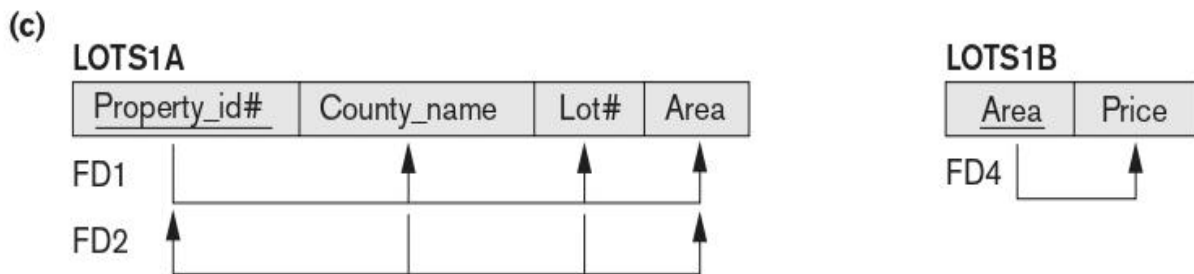 (c)
LOTS1A
Property_id# County_name Lot# Area
FD1
FD2
LOTS1B
Area Price
FD4